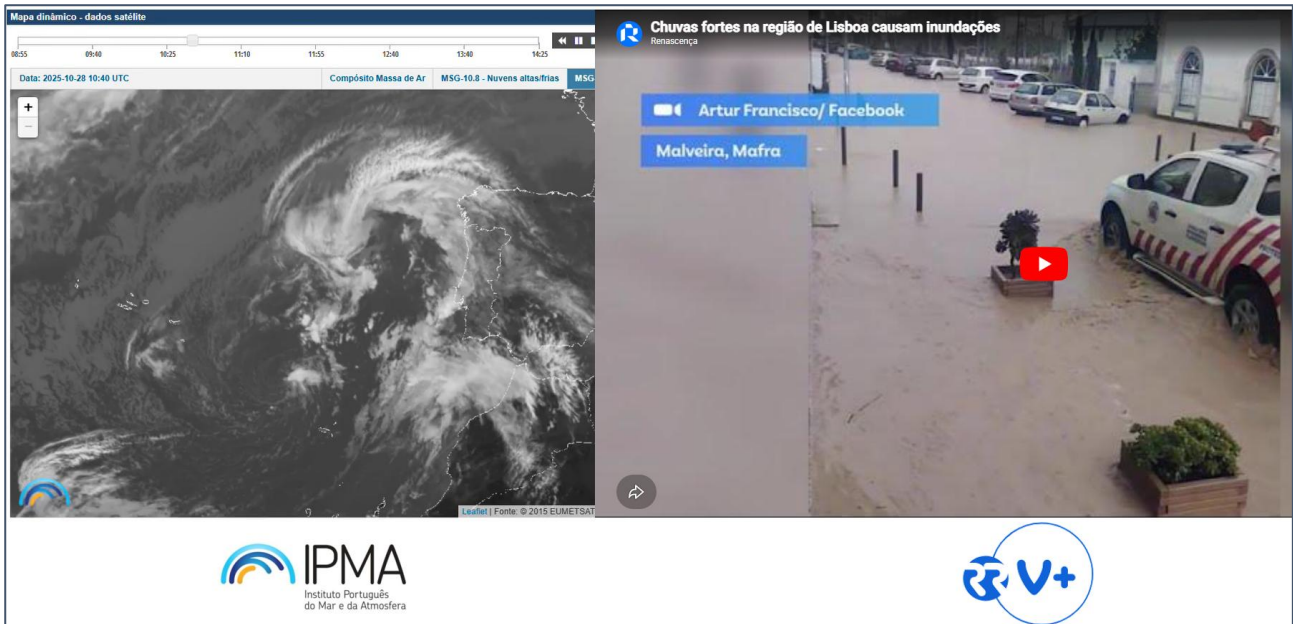 Mapa dinâmico - dados satélite
08:55 09:40 10:25 11:10 11:55 12:40 13:40 14:25
Data: 2025-10-28 10:40 UTC
Compósito Massa de Ar
MSG-10.8 - Nuvens altas/frias
MSG
+
−
Leaflet | Fonte: © 2015 EUMETSAT
Chuvas fortes na região de Lisboa causam inundações
Renascença
Artur Francisco/ Facebook
Malveira, Mafra
IPMA
Instituto Português
do Mar e da Atmosfera
V+